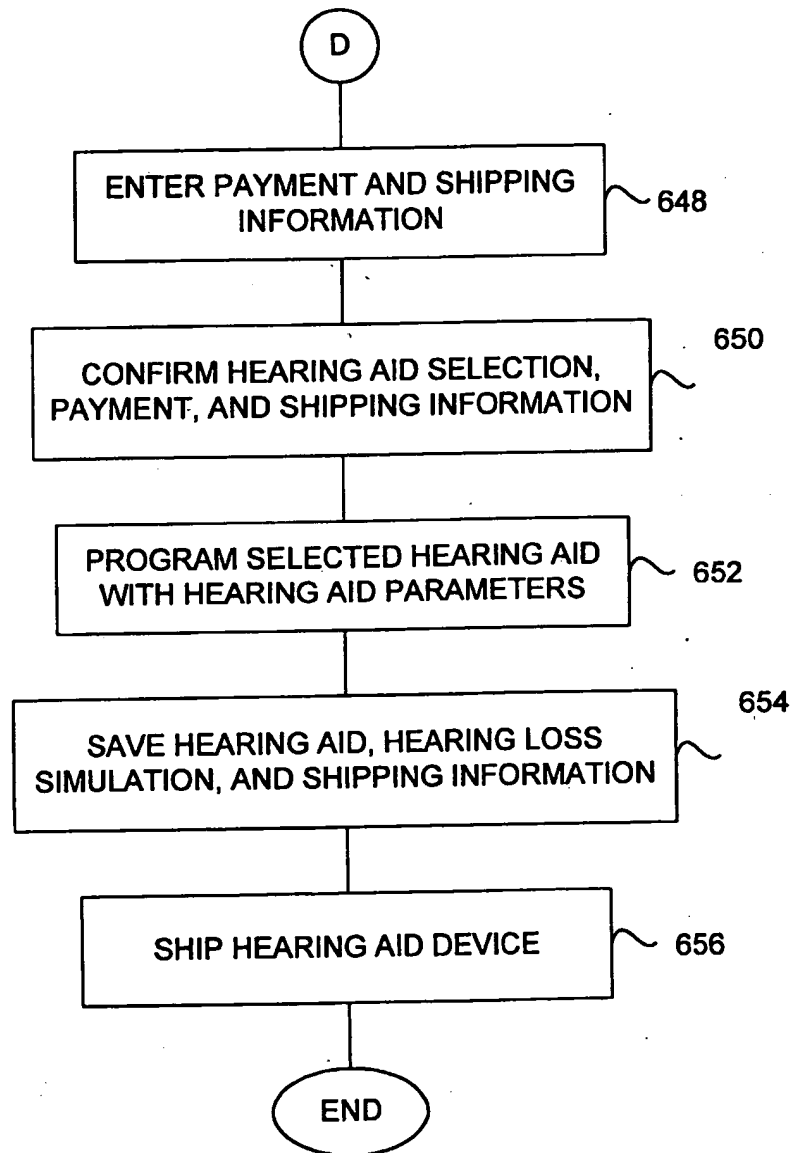 D
ENTER PAYMENT AND SHIPPING
INFORMATION
648
CONFIRM HEARING AID SELECTION,
PAYMENT, AND SHIPPING INFORMATION
650
PROGRAM SELECTED HEARING AID
WITH HEARING AID PARAMETERS
652
SAVE HEARING AID, HEARING LOSS
SIMULATION, AND SHIPPING INFORMATION
654
SHIP HEARING AID DEVICE
656
END